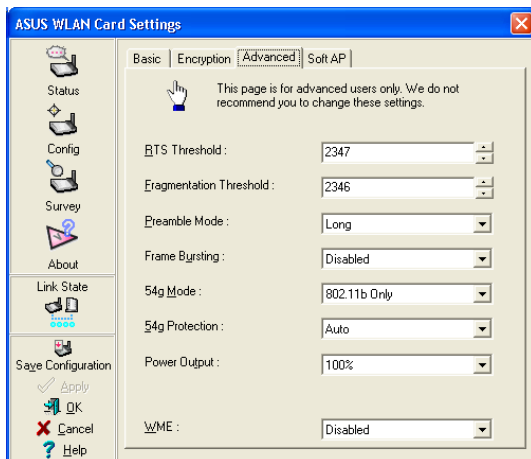 ASUS WLAN Card Settings
Status
Config
Survey
About
Link State
Save Configuration
Apply
OK
Cancel
Help
Basic Encryption Advanced Soft AP
This page is for advanced users only. We do not
recommend you to change these settings.
RTS Threshold : 2347
Fragmentation Threshold : 2346
Preamble Mode : Long
Frame Bursting : Disabled
54g Mode : 802.11b Only
54g Protection : Auto
Power Output : 100%
WME : Disabled